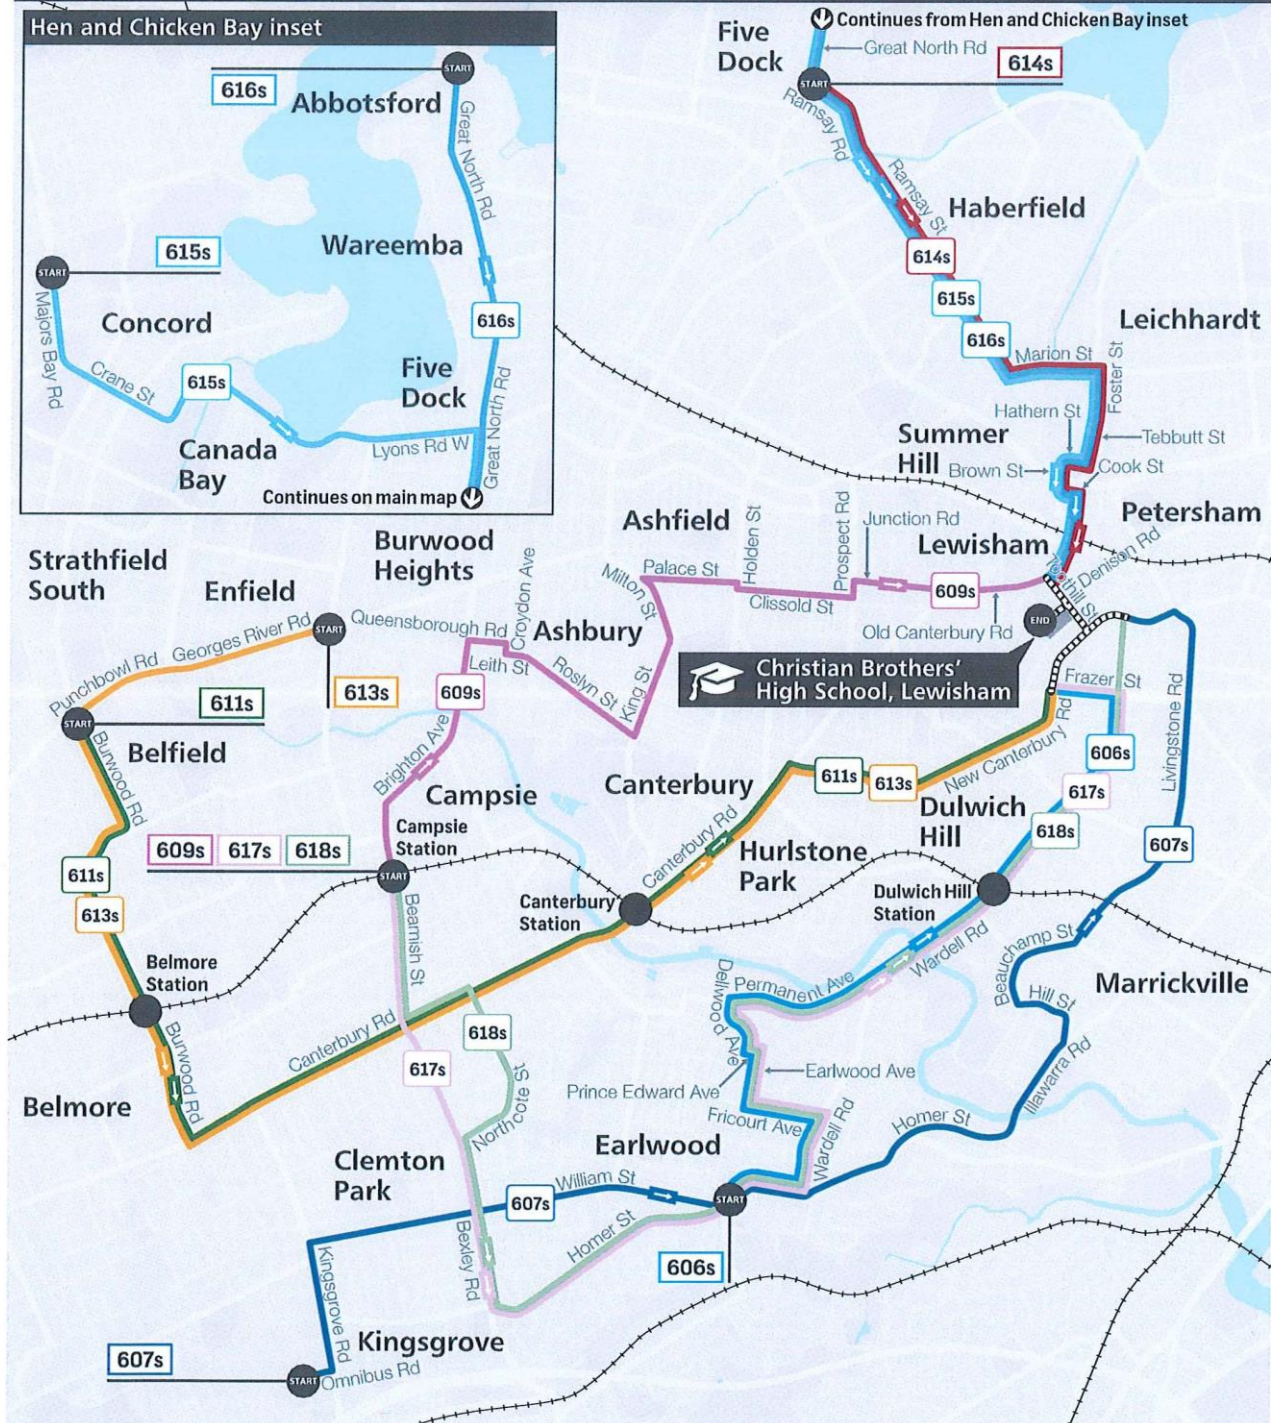 Hen and Chicken Bay inset
START
616s
Abbotsford
Great North Rd
Wareemba
615s
START
616s
Concord
Majors Bay Rd
Crane St
615s
Five
Dock
Great North Rd
Canada
Bay
Lyons Rd W
Continues on main map
Continues from Hen and Chicken Bay inset
Five
Dock
Great North Rd
614s
START
Ramsay Rd
Ramsay St
Haberfield
614s
615s
616s
Leichhardt
Marion St
Foster St
Hathern St
Tebbutt St
Summer
Hill
Brown St
Cook St
Petersham
Ashfield
Holden St
Prospect Rd
Junction Rd
Lewisham
Denison Rd
Toothill St
Palace St
Milton St
Clissold St
609s
Old Canterbury Rd
END
Christian Brothers'
High School, Lewisham
Strathfield
South
Burwood
Heights
Enfield
START
Queensborough Rd
Croydon Ave
Ashbury
Leith St
Roslyn St
King St
Georges River Rd
Punchbowl Rd
613s
611s
609s
START
Belfield
Burwood Rd
Brighton Ave
Campsie
Campsie
Station
609s
617s
618s
START
611s
613s
Belmore
Station
Burwood Rd
Belmore
Beamish St
Canterbury Rd
Canterbury
Canterbury Rd
611s
613s
New Canterbury Rd
Frazer St
606s
617s
618s
Livingstone Rd
607s
Dulwich
Hill
Hurlstone
Park
Canterbury
Station
Dulwich Hill
Station
Wardell Rd
Beauchamp St
Marrickville
Hill St
Illawarra Rd
Dellwood Ave
Permanent Ave
Earlwood Ave
Prince Edward Ave
Fricourt Ave
Wardell Rd
Homer St
618s
617s
Northcote St
Earlwood
Clemton
Park
William St
607s
START
606s
Homer St
Bexley Rd
Kingsgrove Rd
Kingsgrove
607s
START
Omnibus Rd